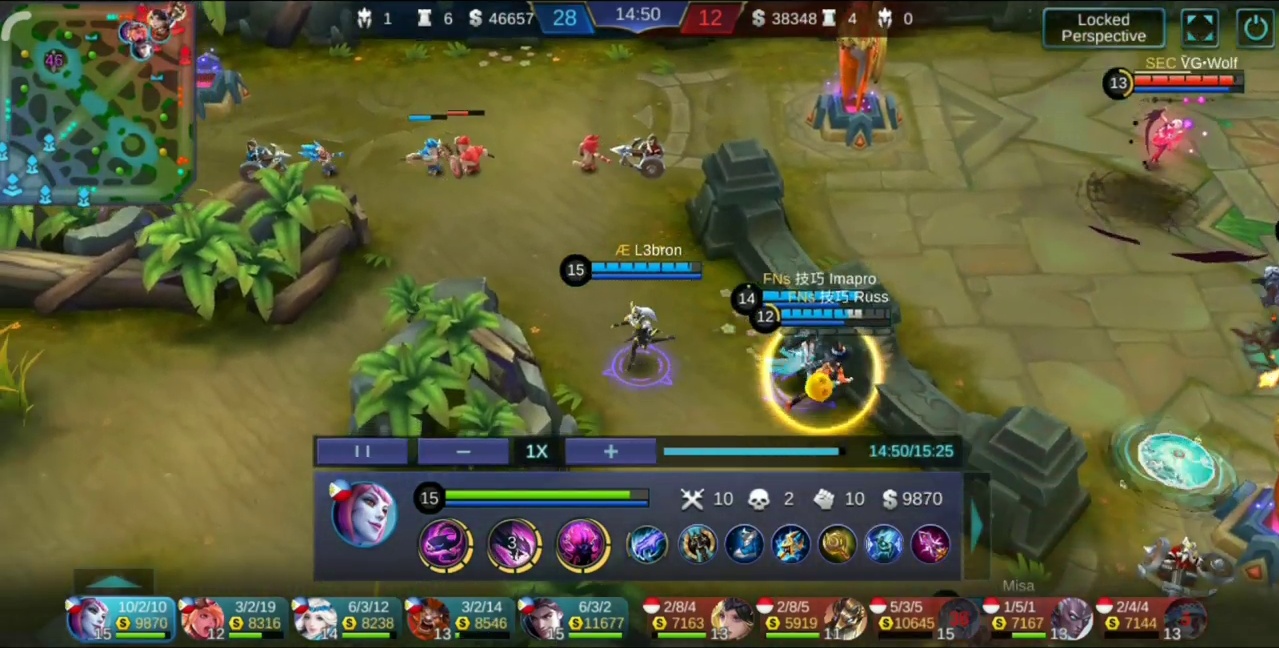 1 6 $ 46657 28 14:50 12 $ 38348 4 0
Locked
Perspective
46
SEC ṼG•Wolf
13
Æ L3bron
15
FNs 技巧 Imapro
14
FNs 技巧 Russ
12
1X
14:50/15:25
15
10 2 10 $ 9870
3
Misa
10/2/10 3/2/19 6/3/12 3/2/14 6/3/2 2/8/4 2/8/5 5/3/5 1/5/1 2/4/4
$ 9870 $ 8316 $ 8238 $ 8546 $ 11677 $ 7163 $ 5919 $ 10645 $ 7167 $ 7144
15 12 14 13 15 13 11 15 13 13